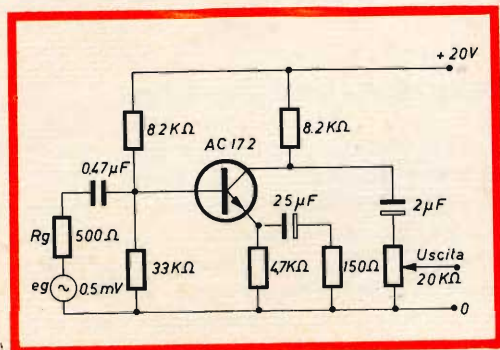 +20V
82KΩ
8.2KΩ
AC 172
0,47µF
25µF
2µF
Rg
500Ω
Uscita
33KΩ
4,7KΩ
150Ω
20KΩ
eg
0.5mV
0